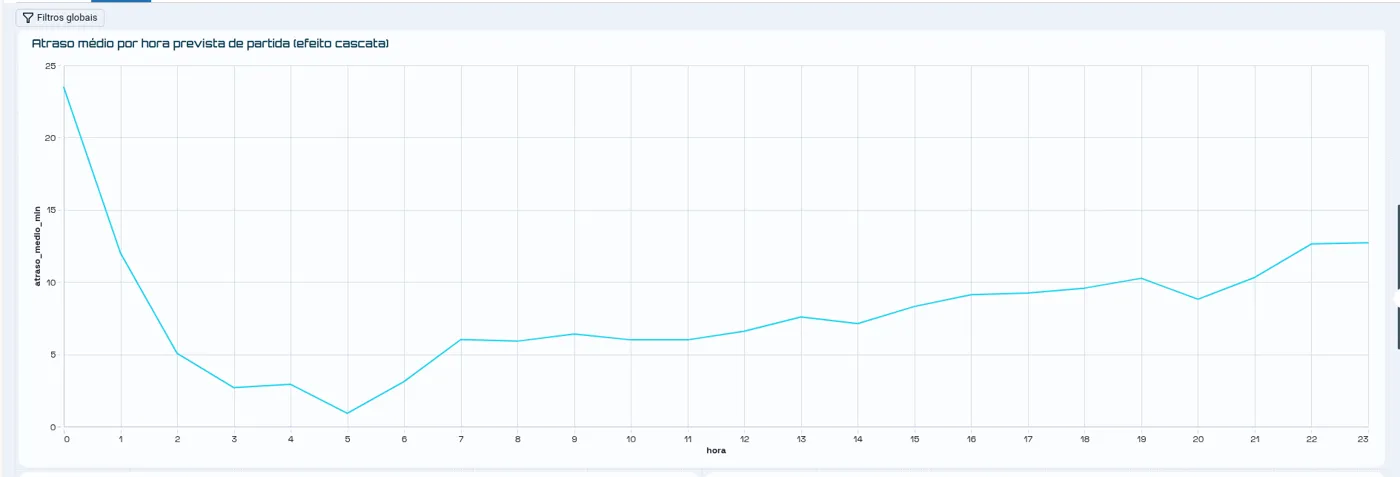 Filtros globais
Atraso médio por hora prevista de partida (efeito cascata)
25
20
15
10
5
0
atraso_medio_min
0 1 2 3 4 5 6 7 8 9 10 11 12 13 14 15 16 17 18 19 20 21 22 23
hora